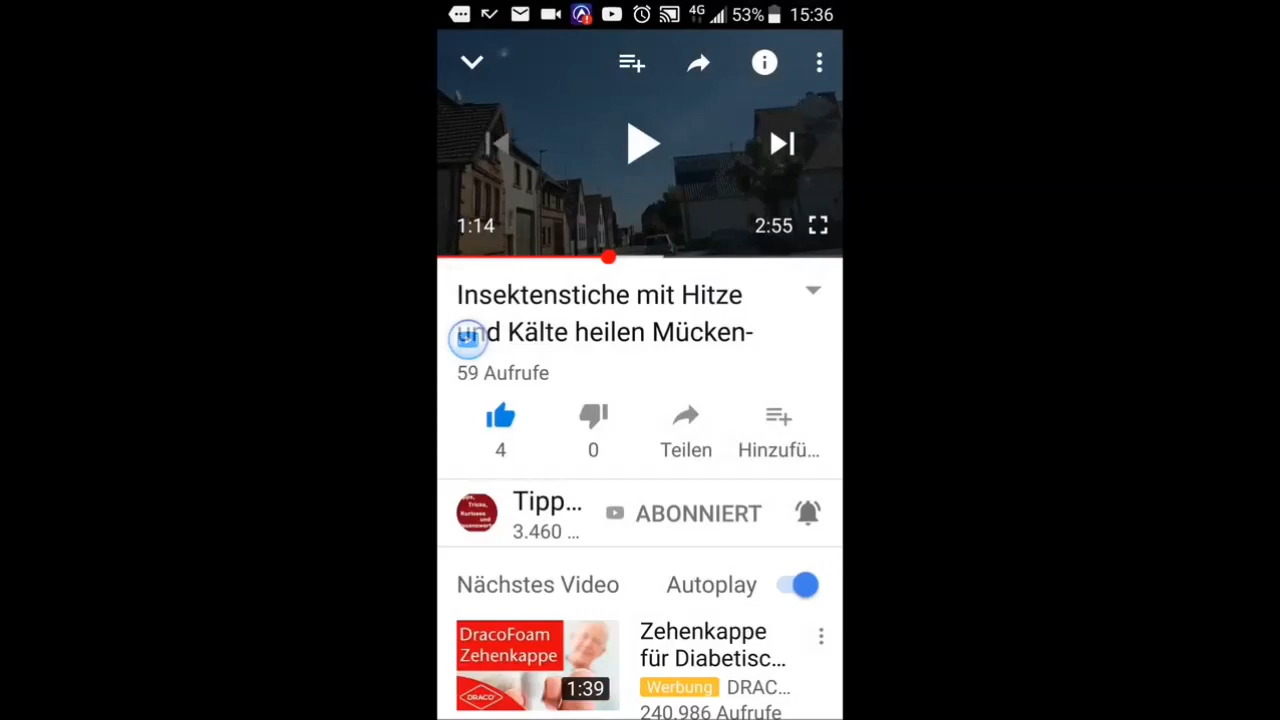 4G 53% 15:36
1:14 2:55
Insektenstiche mit Hitze
und Kälte heilen Mücken-
59 Aufrufe
4 0 Teilen Hinzufü...
Tipp... ABONNIERT
3.460 ...
Nächstes Video Autoplay
DracoFoam
Zehenkappe
DRACO
1:39
Zehenkappe
für Diabetisc...
Werbung DRAC...
240.986 Aufrufe